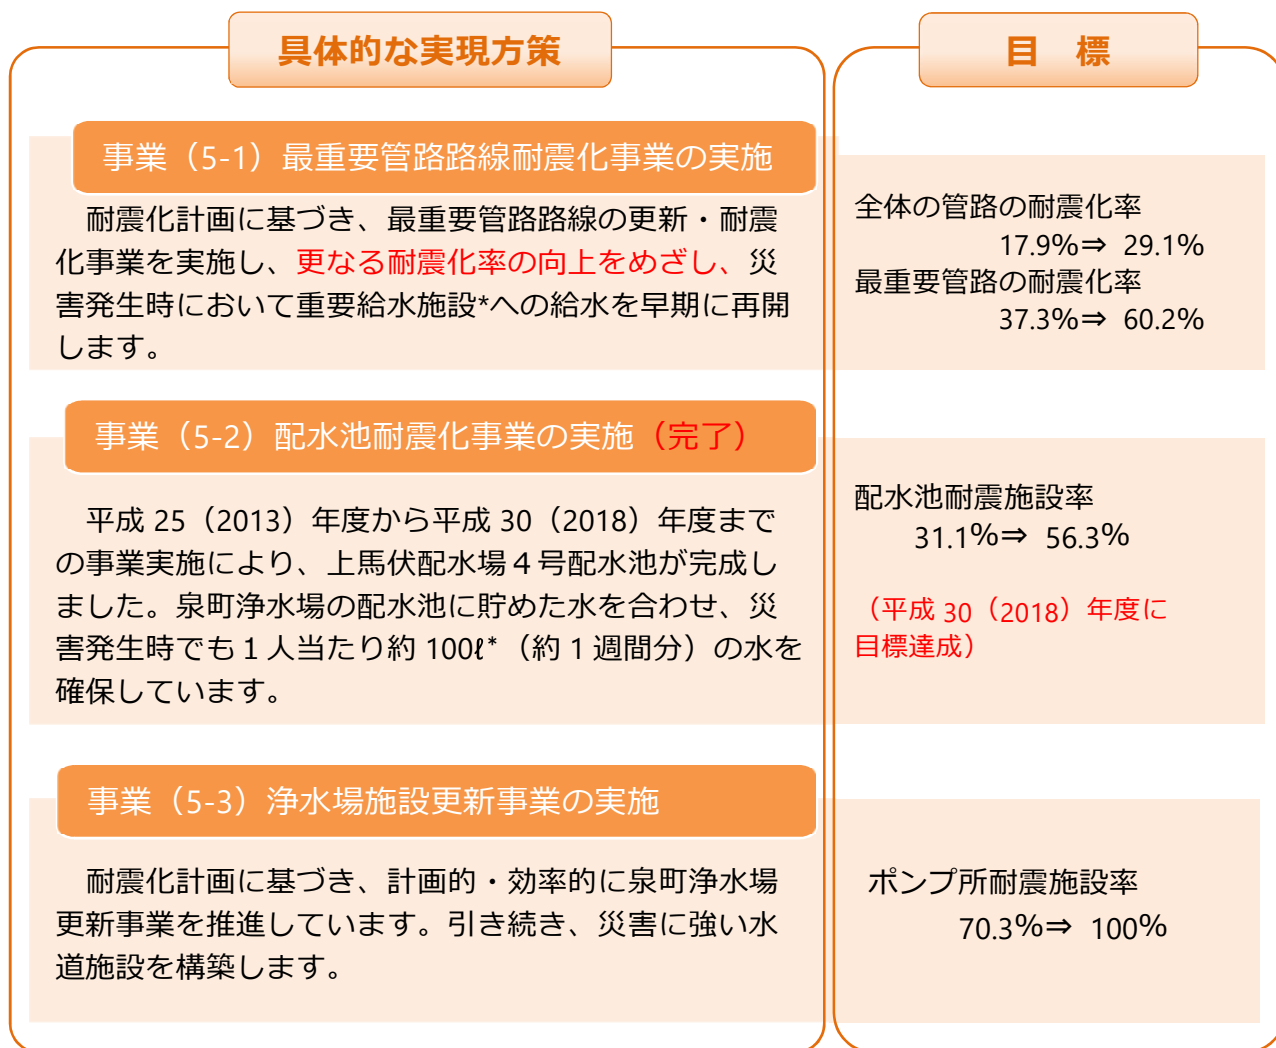 具体的な実現方策
目　標
事業（5-1）最重要管路路線耐震化事業の実施
耐震化計画に基づき、最重要管路路線の更新・耐震
化事業を実施し、更なる耐震化率の向上をめざし、災
害発生時において重要給水施設*への給水を早期に再開
します。
全体の管路の耐震化率
17.9%⇒ 29.1%
最重要管路の耐震化率
37.3%⇒ 60.2%
事業（5-2）配水池耐震化事業の実施（完了）
平成 25（2013）年度から平成 30（2018）年度まで
の事業実施により、上馬伏配水場４号配水池が完成し
ました。泉町浄水場の配水池に貯めた水を合わせ、災
害発生時でも１人当たり約 100ℓ*（約 1 週間分）の水を
確保しています。
配水池耐震施設率
31.1%⇒ 56.3%
（平成 30（2018）年度に
目標達成）
事業（5-3）浄水場施設更新事業の実施
耐震化計画に基づき、計画的・効率的に泉町浄水場
更新事業を推進しています。引き続き、災害に強い水
道施設を構築します。
ポンプ所耐震施設率
70.3%⇒ 100%